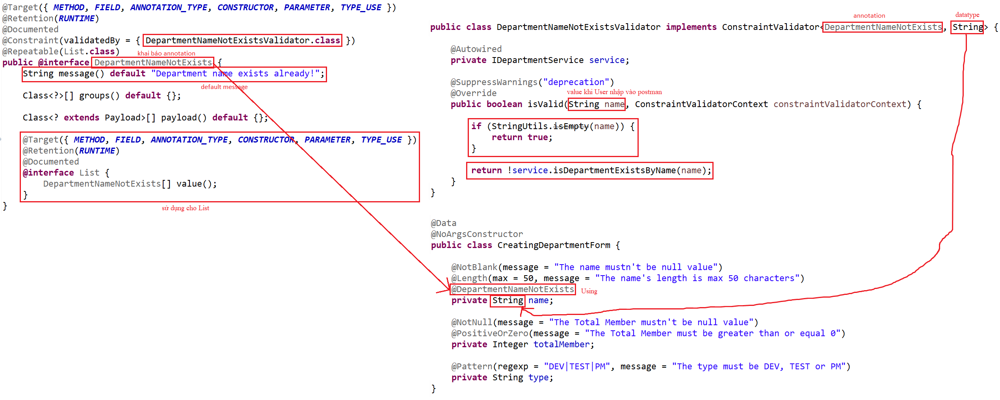 @Target({ METHOD, FIELD, ANNOTATION_TYPE, CONSTRUCTOR, PARAMETER, TYPE_USE })
@Retention(RUNTIME)
@Documented
@Constraint(validatedBy = { DepartmentNameNotExistsValidator.class })
@Repeatable(List.class)
khai báo annotation
public @interface DepartmentNameNotExists {
String message() default "Department name exists already!";
default message
Class<?>[] groups() default {};
Class<? extends Payload>[] payload() default {};
@Target({ METHOD, FIELD, ANNOTATION_TYPE, CONSTRUCTOR, PARAMETER, TYPE_USE })
@Retention(RUNTIME)
@Documented
@interface List {
DepartmentNameNotExists[] value();
}
}
sử dụng cho List
annotation
datatype
public class DepartmentNameNotExistsValidator implements ConstraintValidator<DepartmentNameNotExists, String> {
@Autowired
private IDepartmentService service;
@SuppressWarnings("deprecation")
@Override
value khi User nhập vào postman
public boolean isValid(String name, ConstraintValidatorContext constraintValidatorContext) {
if (StringUtils.isEmpty(name)) {
return true;
}
return !service.isDepartmentExistsByName(name);
}
}
@Data
@NoArgsConstructor
public class CreatingDepartmentForm {
@NotBlank(message = "The name mustn't be null value")
@Length(max = 50, message = "The name's length is max 50 characters")
@DepartmentNameNotExists
Using
private String name;
@NotNull(message = "The Total Member mustn't be null value")
@PositiveOrZero(message = "The Total Member must be greater than or equal 0")
private Integer totalMember;
@Pattern(regexp = "DEV|TEST|PM", message = "The type must be DEV, TEST or PM")
private String type;
}